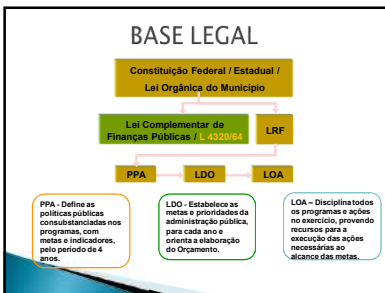 BASE LEGAL
Constituição Federal / Estadual /
Lei Orgânica do Município
Lei Complementar de
Finanças Públicas / L 4320/64
LRF
PPA
LDO
LOA
PPA - Define as
políticas públicas
consubstanciadas nos
programas, com
metas e indicadores,
pelo período de 4
anos.
LDO - Estabelece as
metas e prioridades da
administração pública,
para cada ano e
orienta a elaboração
do Orçamento.
LOA – Disciplina todos
os programas e ações
no exercício, provendo
recursos para a
execução das ações
necessárias ao
alcance das metas.